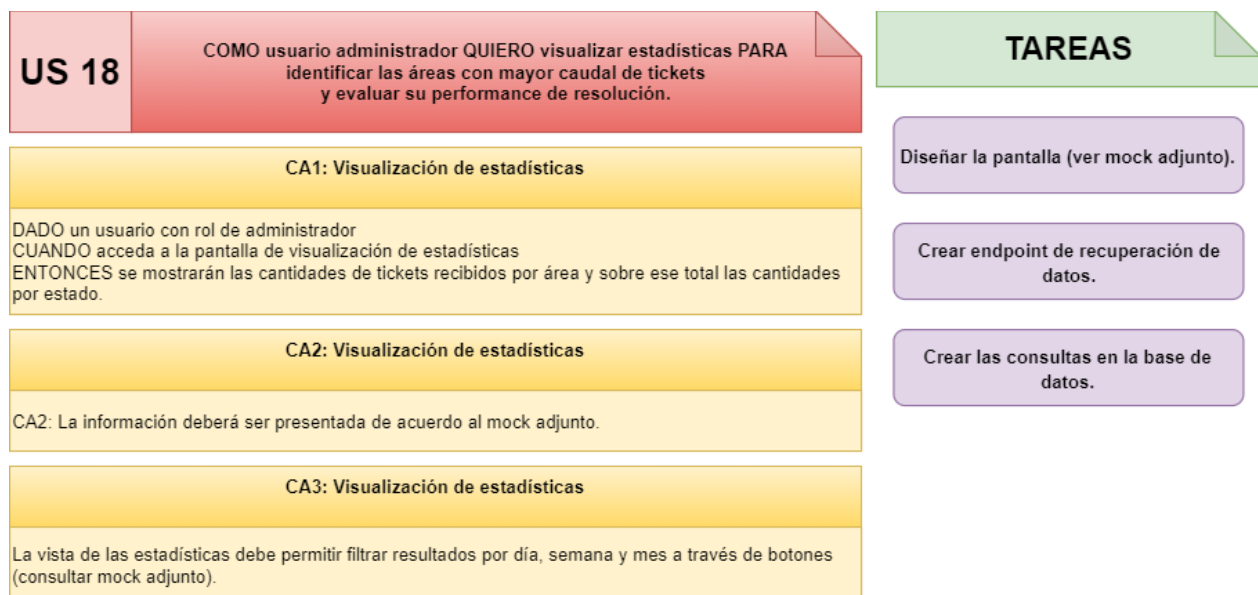 US 18
COMO usuario administrador QUIERO visualizar estadísticas PARA
identificar las áreas con mayor caudal de tickets
y evaluar su performance de resolución.
CA1: Visualización de estadísticas
DADO un usuario con rol de administrador
CUANDO acceda a la pantalla de visualización de estadísticas
ENTONCES se mostrarán las cantidades de tickets recibidos por área y sobre ese total las cantidades
por estado.
CA2: Visualización de estadísticas
CA2: La información deberá ser presentada de acuerdo al mock adjunto.
CA3: Visualización de estadísticas
La vista de las estadísticas debe permitir filtrar resultados por día, semana y mes a través de botones
(consultar mock adjunto).
TAREAS
Diseñar la pantalla (ver mock adjunto).
Crear endpoint de recuperación de
datos.
Crear las consultas en la base de
datos.